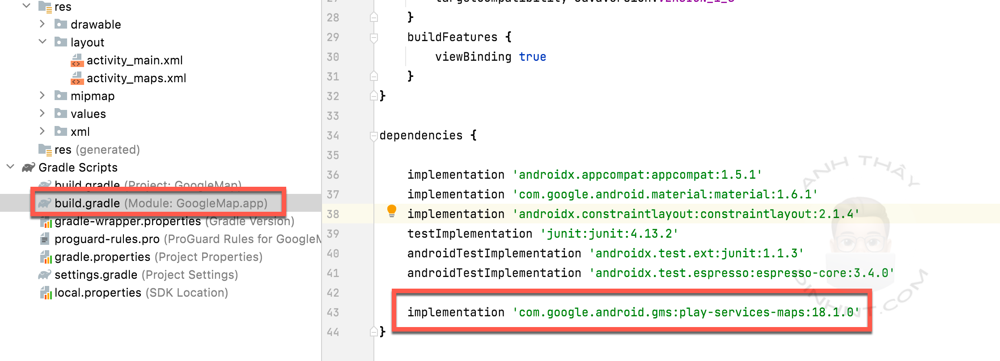 res
drawable
layout
activity_main.xml
activity_maps.xml
mipmap
values
xml
res (generated)
Gradle Scripts
build.gradle (Project: GoogleMap)
build.gradle (Module: GoogleMap.app)
gradle-wrapper.properties (Gradle Version)
proguard-rules.pro (ProGuard Rules for GoogleM
gradle.properties (Project Properties)
settings.gradle (Project Settings)
local.properties (SDK Location)
27 targetCompatibility JavaVersion.VERSION_1_8
28 }
29 buildFeatures {
30 viewBinding true
31 }
32 }
33
34 dependencies {
35
36 implementation 'androidx.appcompat:appcompat:1.5.1'
37 implementation 'com.google.android.material:material:1.6.1'
38 implementation 'androidx.constraintlayout:constraintlayout:2.1.4'
39 testImplementation 'junit:junit:4.13.2'
40 androidTestImplementation 'androidx.test.ext:junit:1.1.3'
41 androidTestImplementation 'androidx.test.espresso:espresso-core:3.4.0'
42
43 implementation 'com.google.android.gms:play-services-maps:18.1.0'
44 }
ANH THẦY
DINHNT.COM